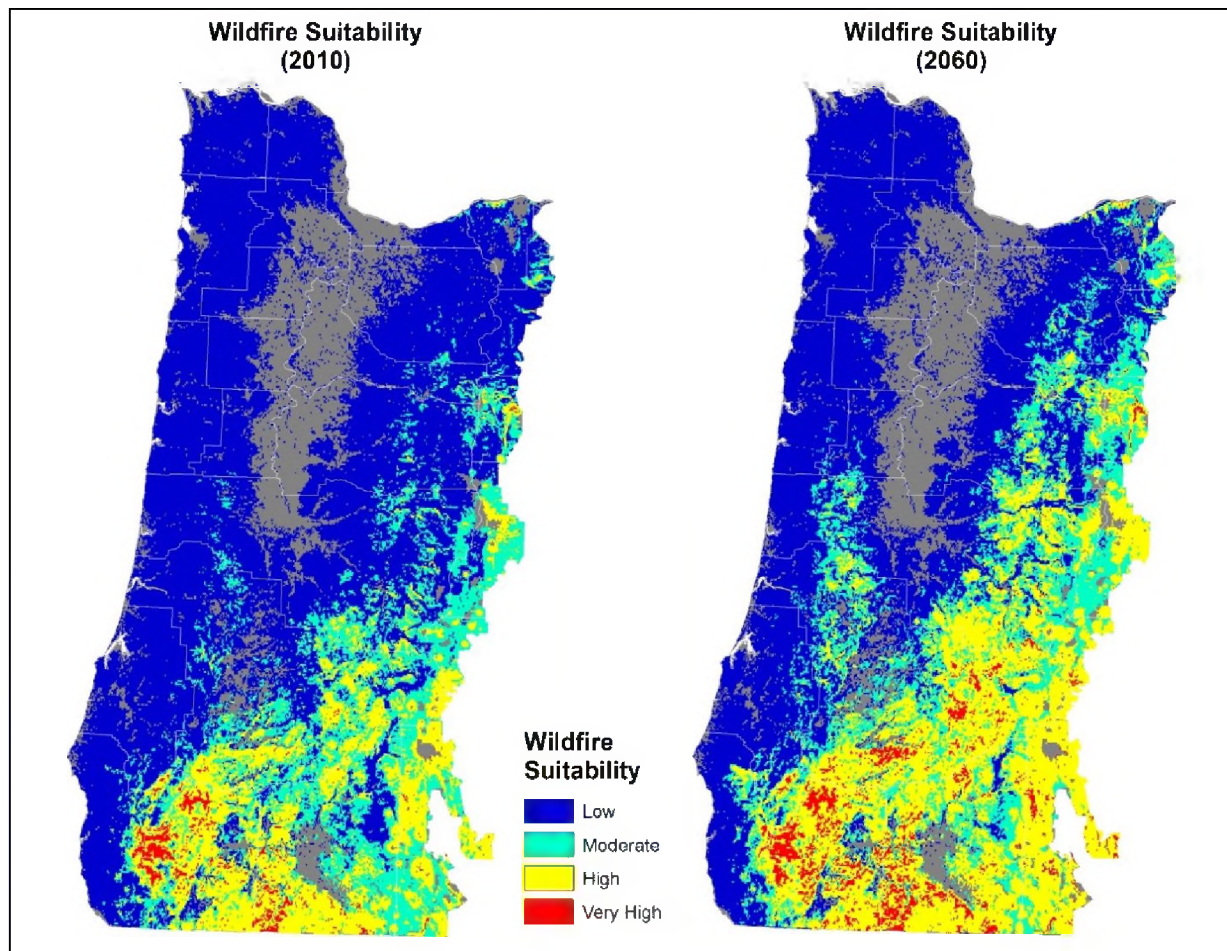 Wildfire Suitability
(2010)
Wildfire Suitability
(2060)
Wildfire
Suitability
Low
Moderate
High
Very High